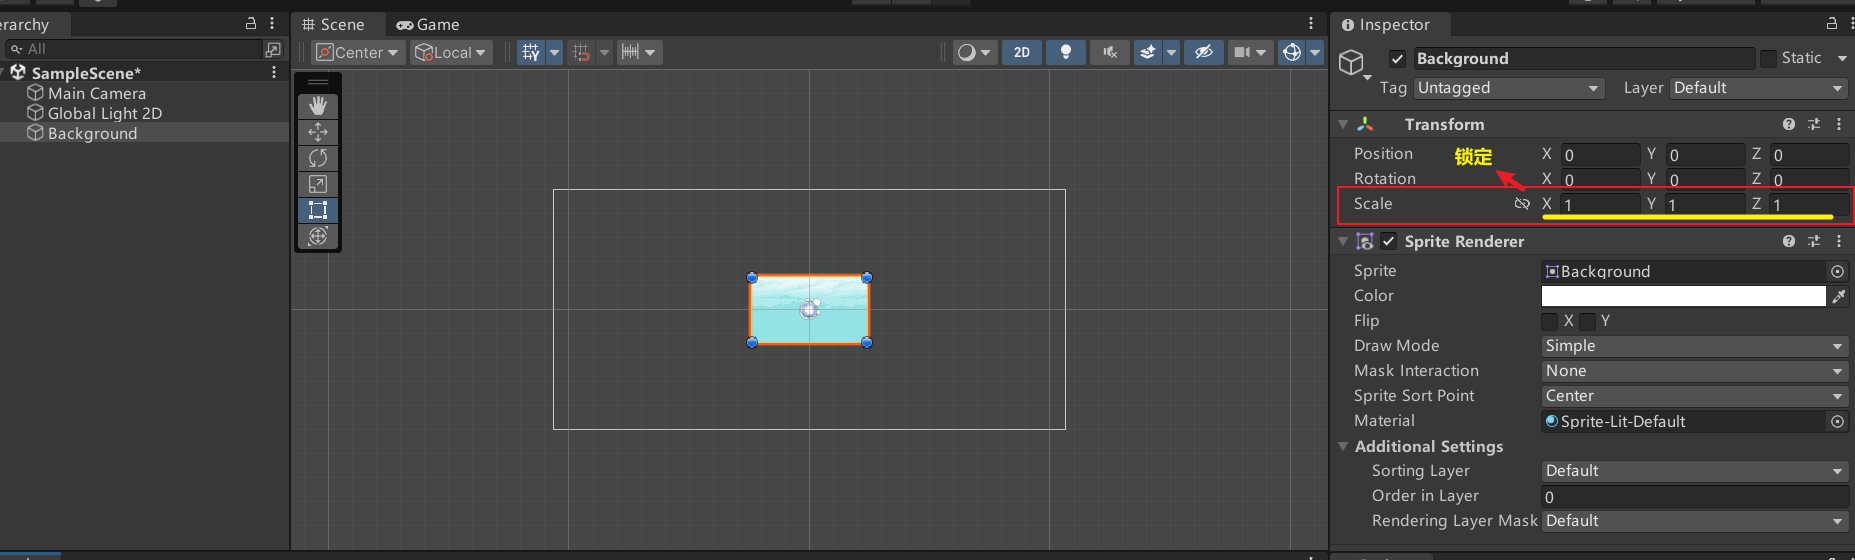 erarchy
All
SampleScene*
Main Camera
Global Light 2D
Background
Scene
Game
Center
Local
2D
Inspector
Background
Static
Tag
Untagged
Layer
Default
Transform
Position
X 0 Y 0 Z 0
锁定
Rotation
X 0 Y 0 Z 0
Scale
X 1 Y 1 Z 1
Sprite Renderer
Sprite
Background
Color
Flip
X Y
Draw Mode
Simple
Mask Interaction
None
Sprite Sort Point
Center
Material
Sprite-Lit-Default
Additional Settings
Sorting Layer
Default
Order in Layer
0
Rendering Layer Mask
Default